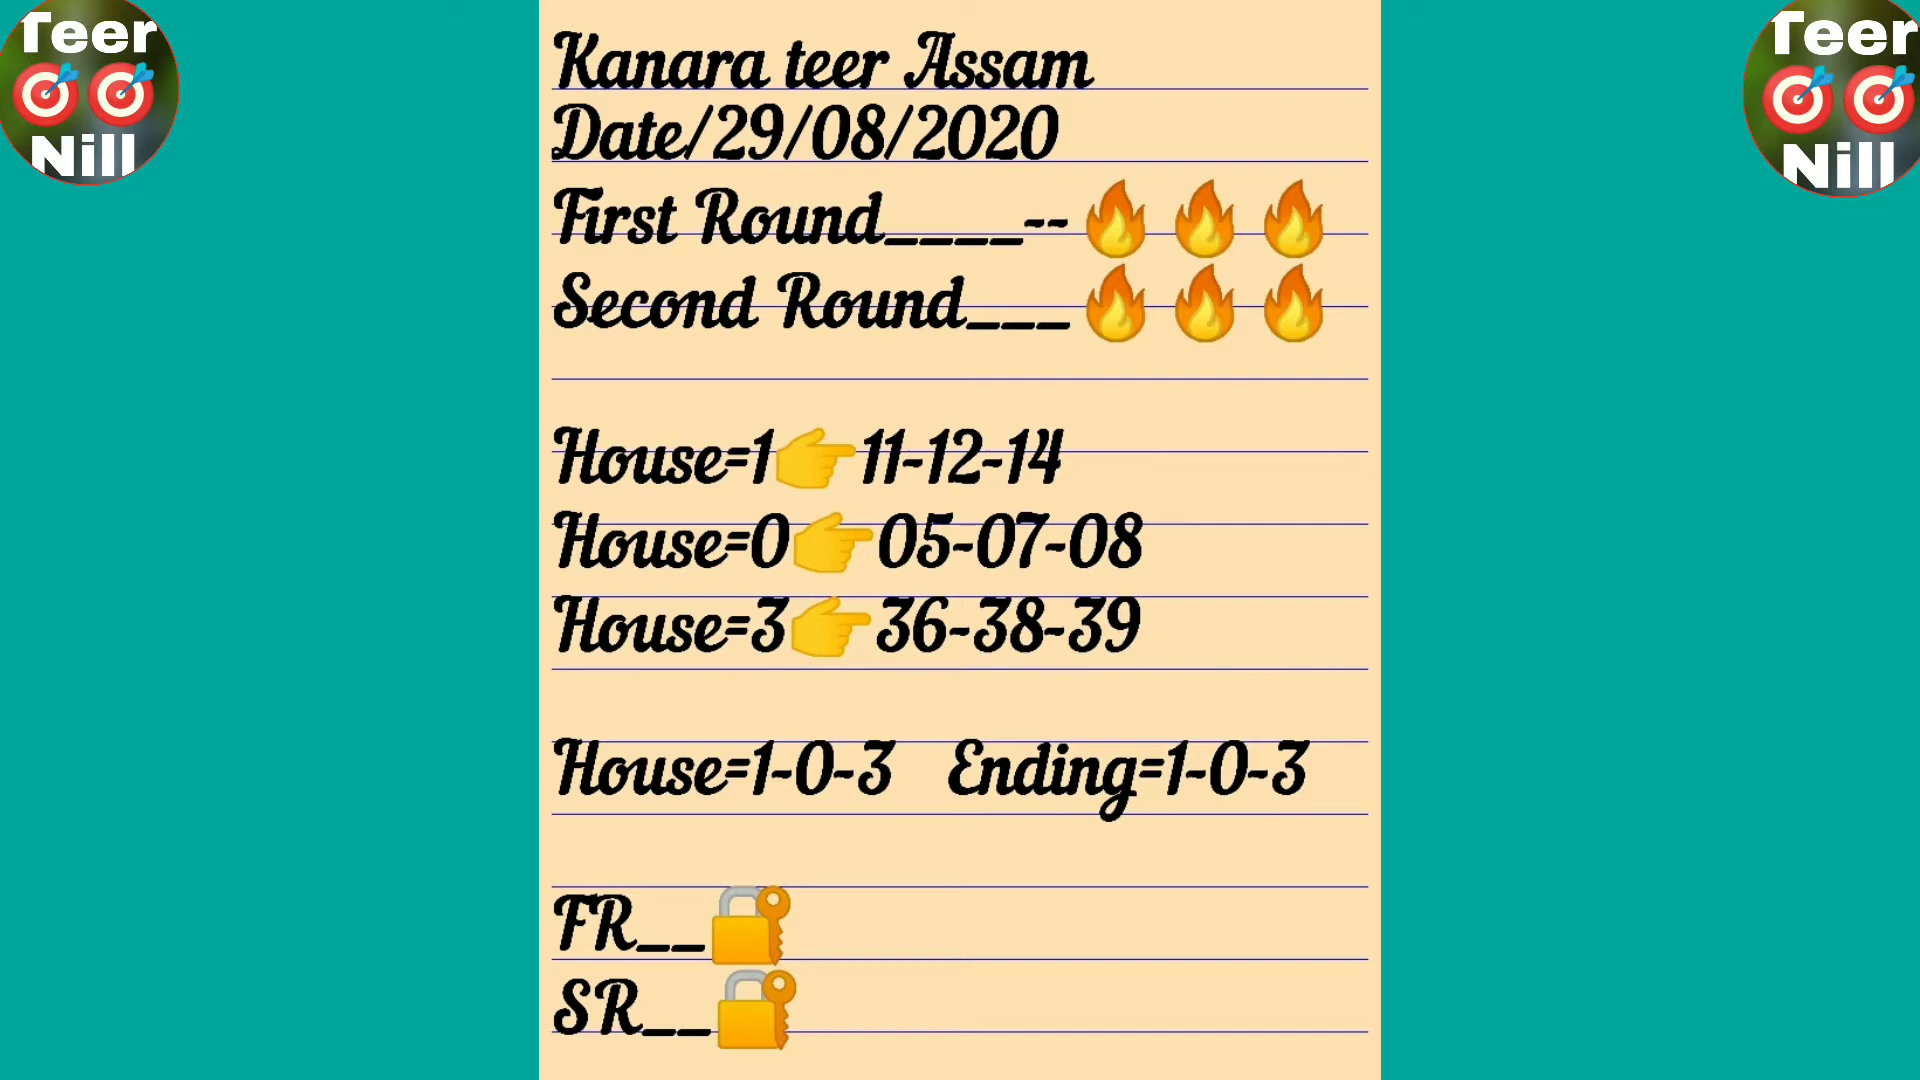 Teer
Nill
Teer
Nill
Kanara teer Assam
Date/29/08/2020
First Round____--🔥🔥🔥
Second Round___🔥🔥🔥
House=1👉11-12-14
House=0👉05-07-08
House=3👉36-38-39
House=1-0-3 Ending=1-0-3
FR__🔐
SR__🔐